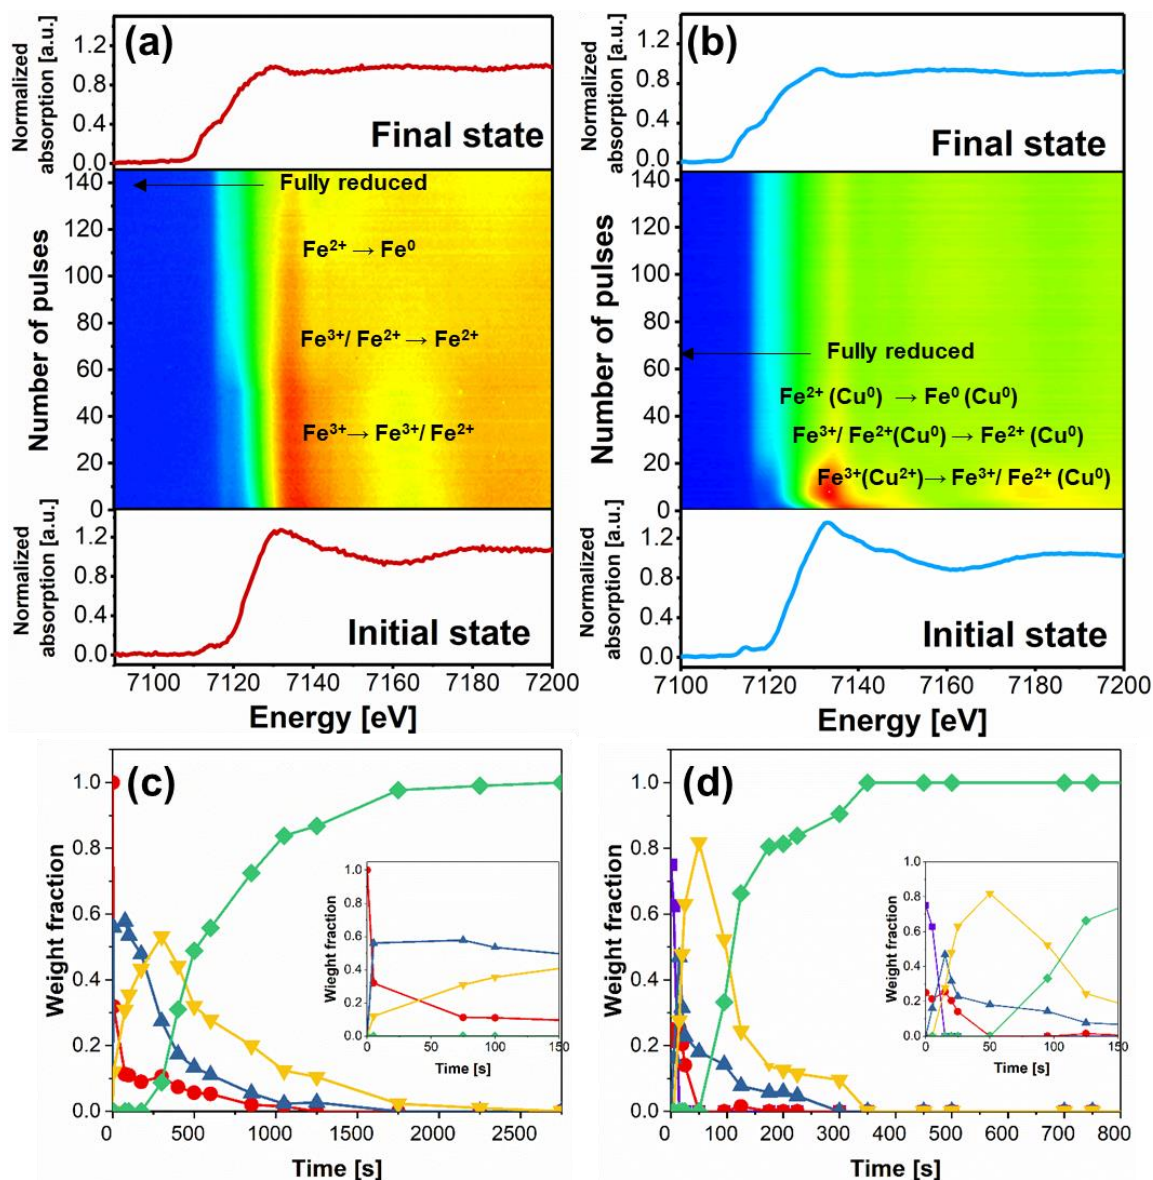 (a)
Normalized
absorption [a.u.]
1.2
0.8
0.4
0.0
Final state
Number of pulses
140
120
100
80
60
40
20
0
Fully reduced
Fe²⁺ → Fe⁰
Fe³⁺/ Fe²⁺ → Fe²⁺
Fe³⁺ → Fe³⁺/ Fe²⁺
Normalized
absorption [a.u.]
1.2
0.8
0.4
0.0
Initial state
7100 7120 7140 7160 7180 7200
Energy [eV]
(b)
Normalized
absorption [a.u.]
1.2
0.8
0.4
0.0
Final state
Number of pulses
140
120
100
80
60
40
20
0
Fully reduced
Fe²⁺ (Cu⁰) → Fe⁰ (Cu⁰)
Fe³⁺/ Fe²⁺(Cu⁰) → Fe²⁺ (Cu⁰)
Fe³⁺(Cu²⁺) → Fe³⁺/ Fe²⁺ (Cu⁰)
Normalized
absorption [a.u.]
1.2
0.8
0.4
0.0
Initial state
7100 7120 7140 7160 7180 7200
Energy [eV]
(c)
Weight fraction
1.0
0.8
0.6
0.4
0.2
0.0
0 500 1000 1500 2000 2500
Time [s]
Wieght fraction
1.0
0.8
0.6
0.4
0.2
0.0
0 50 100 150
Time [s]
(d)
Weight fraction
1.0
0.8
0.6
0.4
0.2
0.0
0 100 200 300 400 500 600 700 800
Time [s]
Weight fraction
1.0
0.8
0.6
0.4
0.2
0.0
0 50 100 150
Time [s]